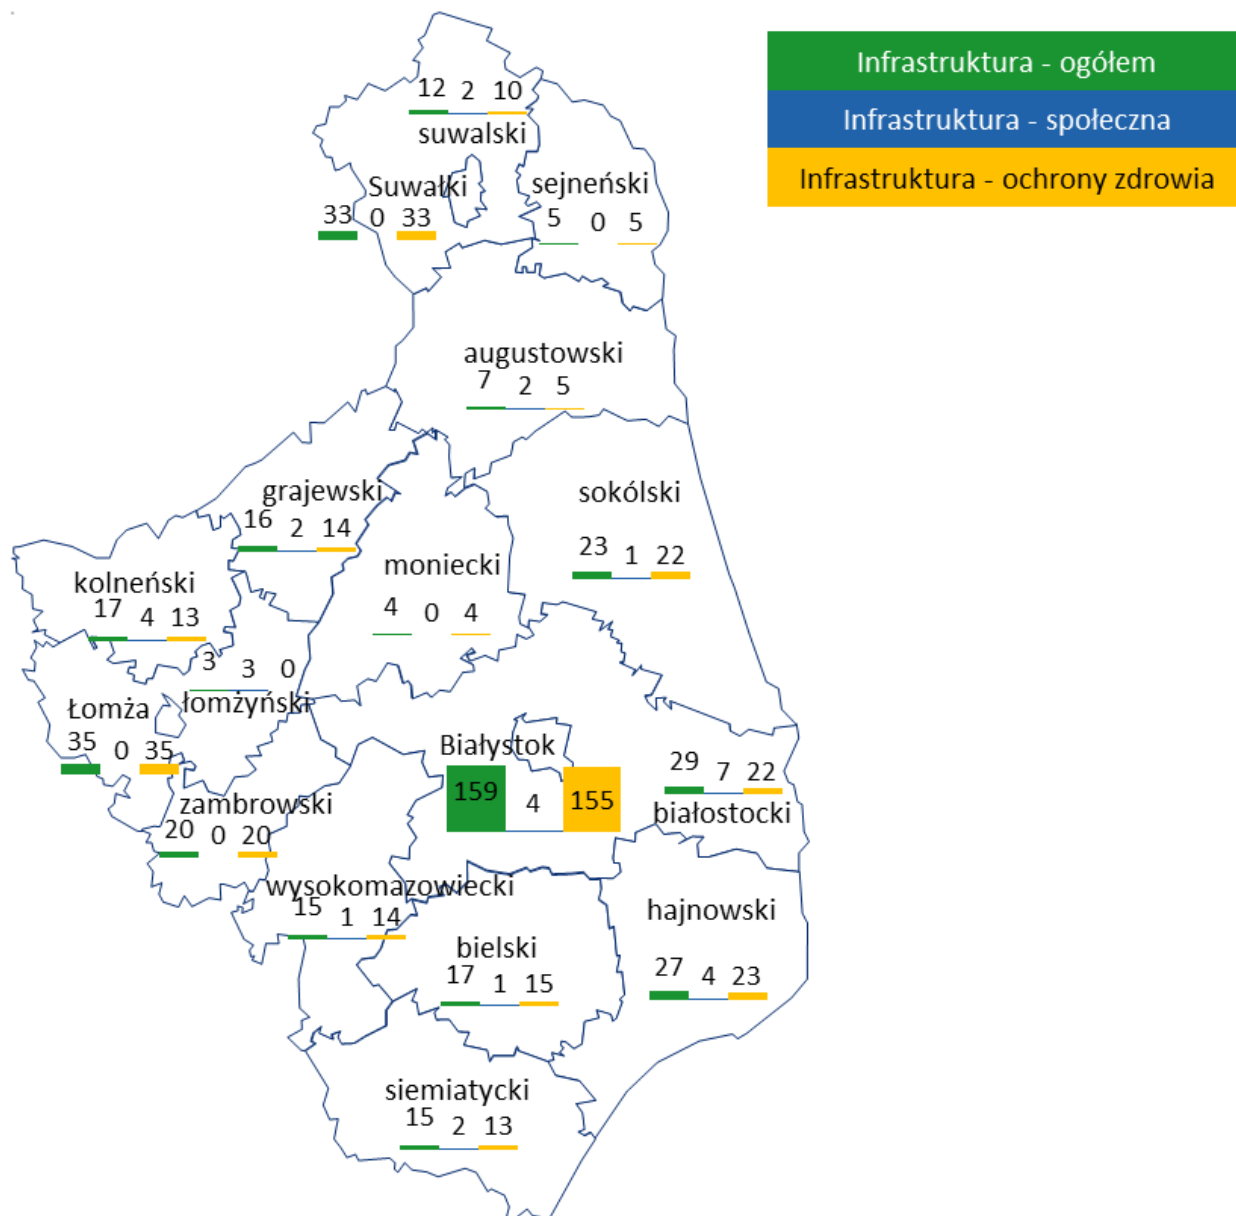 Infrastruktura - ogółem
Infrastruktura - społeczna
Infrastruktura - ochrony zdrowia
12 2 10
suwalski
Suwałki
33 0 33
sejneński
5 0 5
augustowski
7 2 5
grajewski
16 2 14
sokólski
23 1 22
moniecki
4 0 4
kolneński
17 4 13
3 3 0
łomżyński
Łomża
35 0 35
Białystok
159 4 155
29 7 22
białostocki
zambrowski
20 0 20
wysokomazowiecki
15 1 14
hajnowski
27 4 23
bielski
17 1 15
siemiatycki
15 2 13